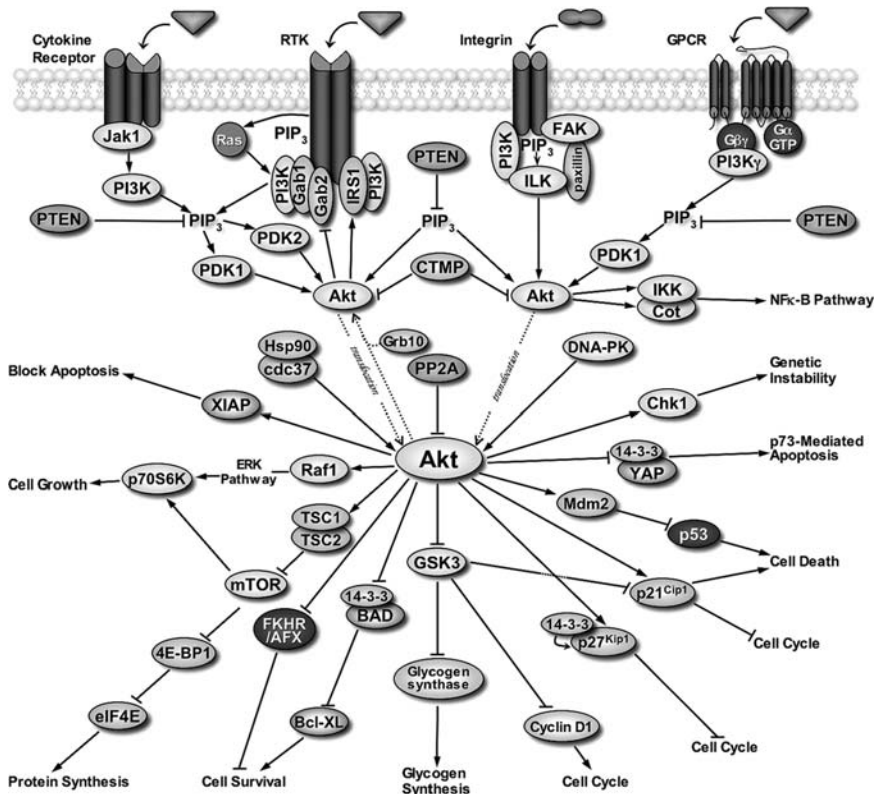 Cytokine
Receptor
RTK
Integrin
GPCR
Jak1
Ras
PIP3
PI3K
Gab1
Gab2
IRS1
PI3K
PTEN
PI3K
PIP3
FAK
paxillin
ILK
Gβγ
Gα
GTP
PI3Kγ
PI3K
PTEN
PIP3
PDK2
PDK1
PIP3
PIP3
PTEN
PDK1
CTMP
Akt
Akt
IKK
Cot
NFκ-B Pathway
Hsp90
cdc37
translocation
Grb10
PP2A
translocation
DNA-PK
Genetic
Instability
Block Apoptosis
XIAP
Chk1
Akt
14-3-3
YAP
p73-Mediated
Apoptosis
Cell Growth
p70S6K
ERK
Pathway
Raf1
Mdm2
p53
TSC1
TSC2
Cell Death
mTOR
GSK3
p21Cip1
14-3-3
BAD
FKHR
/AFX
14-3-3
p27Kip1
Cell Cycle
4E-BP1
Glycogen
synthase
eIF4E
Bcl-XL
Cyclin D1
Cell Cycle
Protein Synthesis
Cell Survival
Glycogen
Synthesis
Cell Cycle